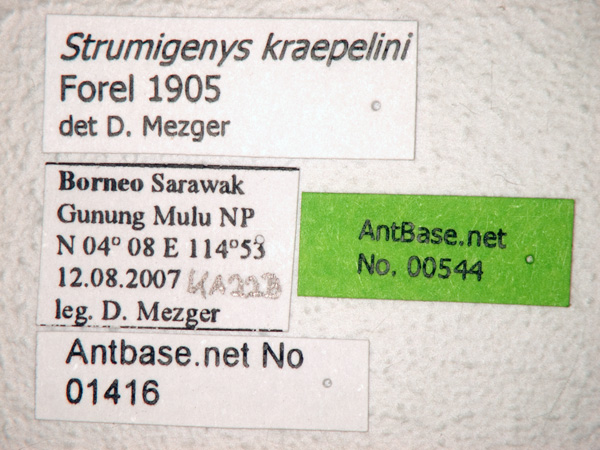 Strumigenys kraepelini
Forel 1905
det D. Mezger
Borneo Sarawak
Gunung Mulu NP
N 04° 08 E 114°53
12.08.2007
leg. D. Mezger
AntBase.net
No. 00544
Antbase.net No
01416